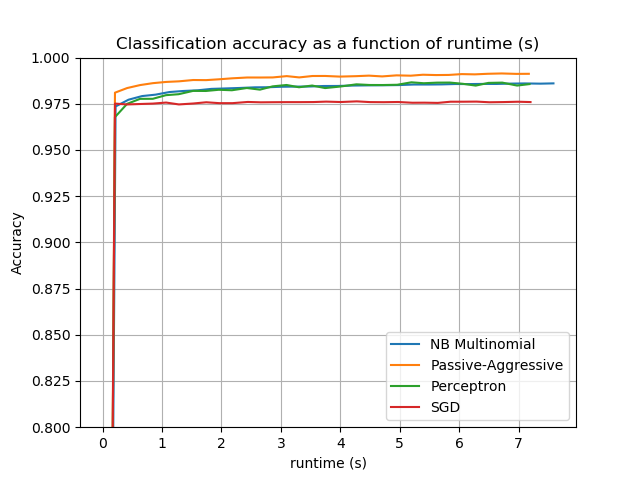 Classification accuracy as a function of runtime (s)
1.000
0.975
0.950
0.925
0.900
0.875
0.850
0.825
0.800
Accuracy
NB Multinomial
Passive-Aggressive
Perceptron
SGD
0 1 2 3 4 5 6 7
runtime (s)